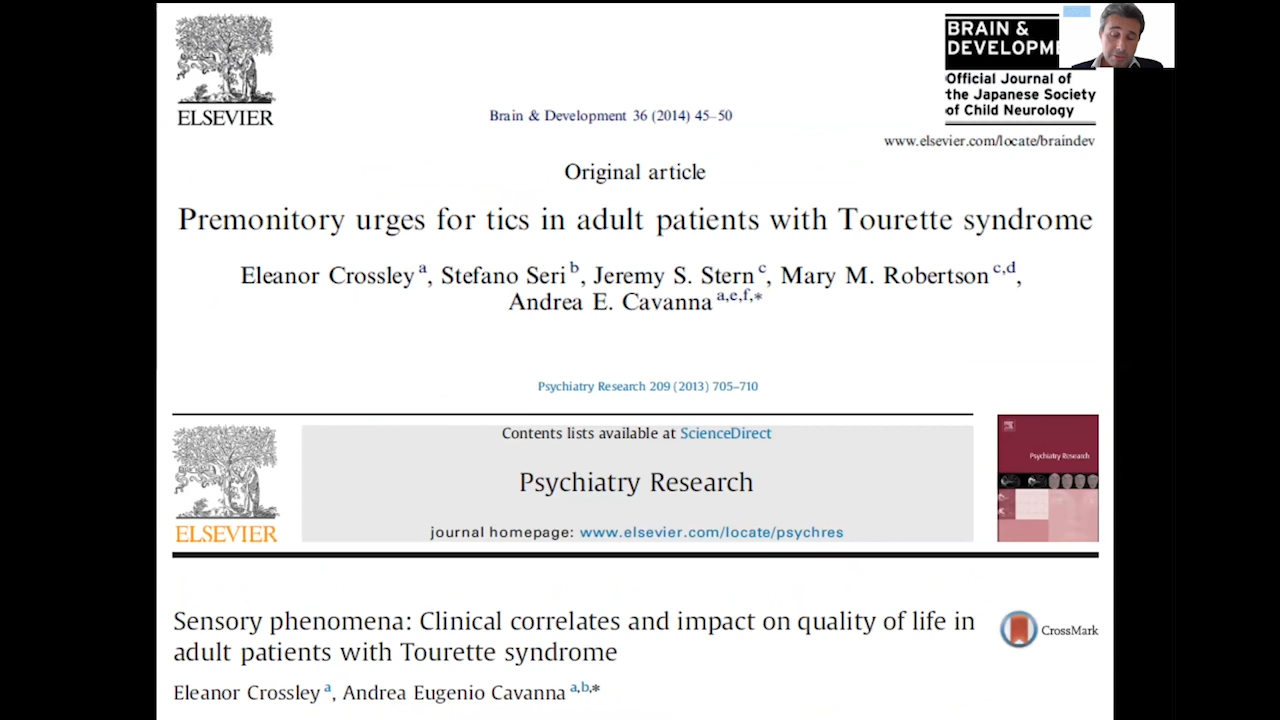 ELSEVIER
Brain & Development 36 (2014) 45–50
BRAIN &
DEVELOPME
Official Journal of
the Japanese Society
of Child Neurology
www.elsevier.com/locate/braindev
Original article
Premonitory urges for tics in adult patients with Tourette syndrome
Eleanor Crossley a, Stefano Seri b, Jeremy S. Stern c, Mary M. Robertson c,d,
Andrea E. Cavanna a,e,f,*
Psychiatry Research 209 (2013) 705–710
ELSEVIER
Contents lists available at ScienceDirect
Psychiatry Research
journal homepage: www.elsevier.com/locate/psychres
Psychiatry Research
Sensory phenomena: Clinical correlates and impact on quality of life in
adult patients with Tourette syndrome
CrossMark
Eleanor Crossley a, Andrea Eugenio Cavanna a,b,*